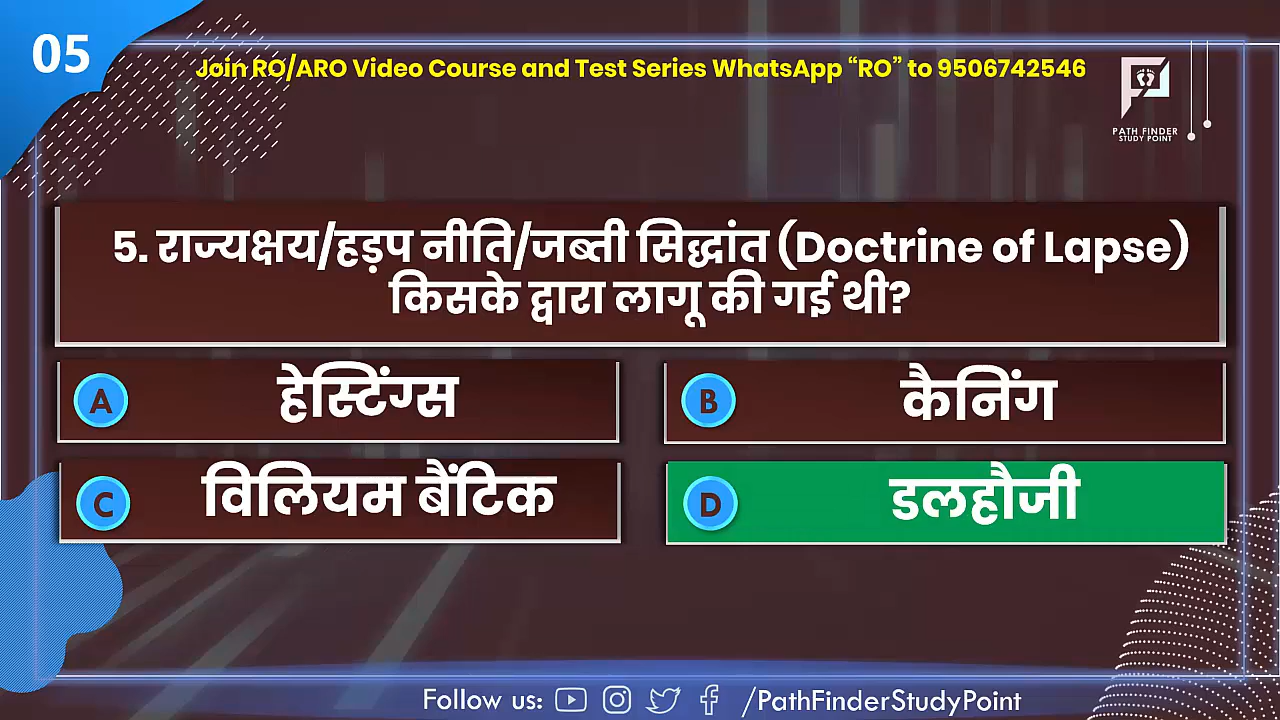 05
Join RO/ARO Video Course and Test Series WhatsApp “RO” to 9506742546
PATH FINDER
STUDY POINT
5. राज्यक्षय/हड़प नीति/जब्ती सिद्धांत (Doctrine of Lapse)
किसके द्वारा लागू की गई थी?
A हेस्टिंग्स
B कैनिंग
C विलियम बैंटिक
D डलहौजी
Follow us: /PathFinderStudyPoint